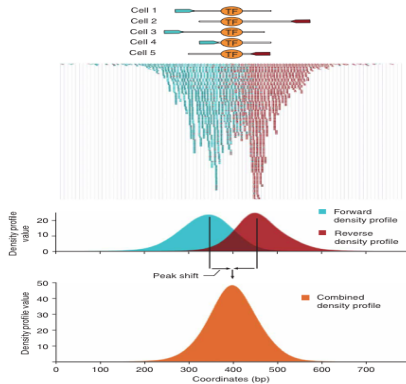 Cell 1 TF
Cell 2 TF
Cell 3 TF
Cell 4 TF
Cell 5 TF
Density profile
value
20
10
0
Forward
density profile
Reverse
density profile
Peak shift
Density profile value
50
40
30
20
10
Combined
density profile
0 100 200 300 400 500 600 700
Coordinates (bp)